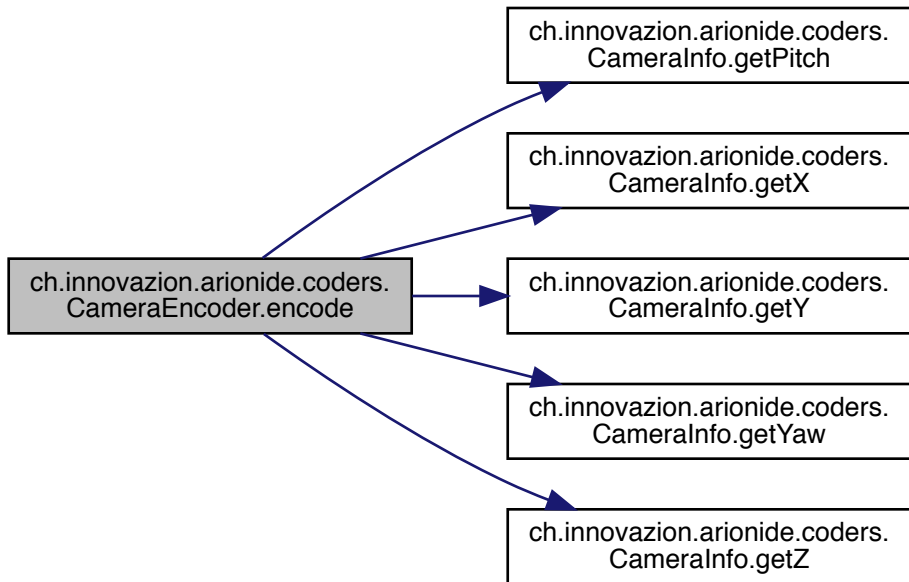 ch.innovazion.arionide.coders.
CameraInfo.getPitch
ch.innovazion.arionide.coders.
CameraInfo.getX
ch.innovazion.arionide.coders.
CameraEncoder.encode
ch.innovazion.arionide.coders.
CameraInfo.getY
ch.innovazion.arionide.coders.
CameraInfo.getYaw
ch.innovazion.arionide.coders.
CameraInfo.getZ